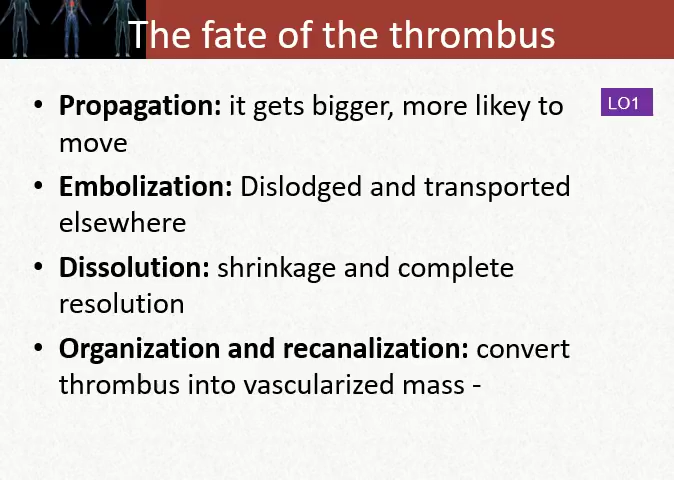 The fate of the thrombus
• Propagation: it gets bigger, more likey to
move
LO1
• Embolization: Dislodged and transported
elsewhere
• Dissolution: shrinkage and complete
resolution
• Organization and recanalization: convert
thrombus into vascularized mass -